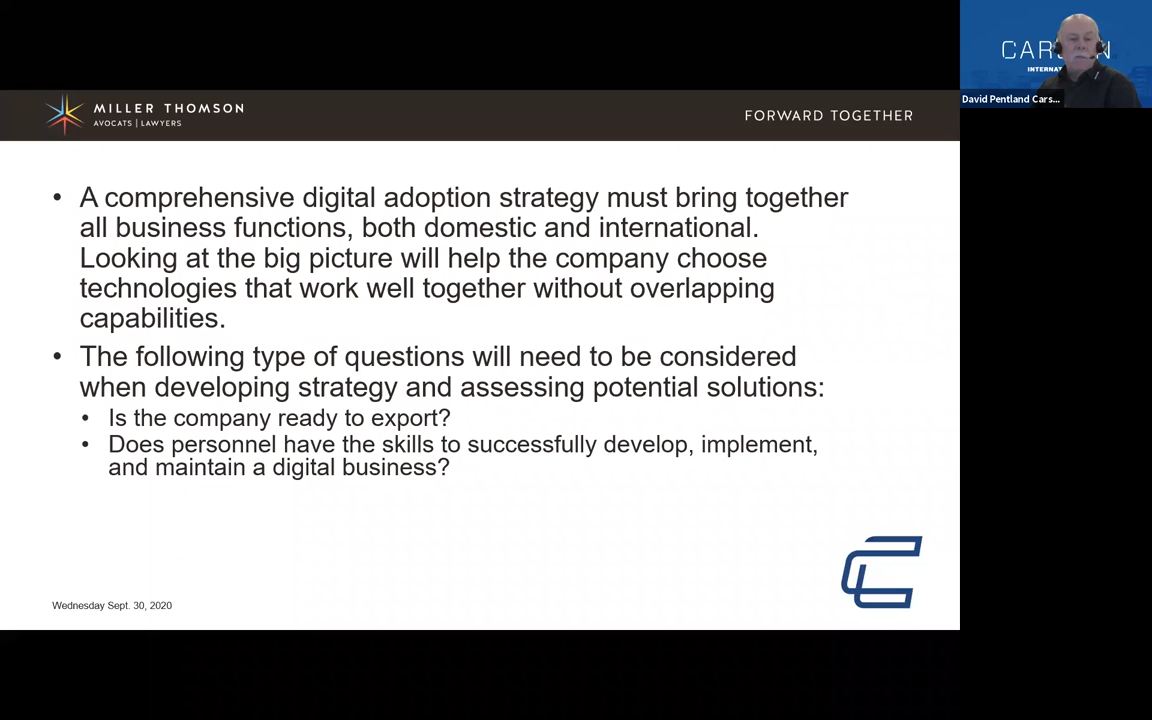 MILLER THOMSON
AVOCATS | LAWYERS
FORWARD TOGETHER
• A comprehensive digital adoption strategy must bring together
all business functions, both domestic and international.
Looking at the big picture will help the company choose
technologies that work well together without overlapping
capabilities.
• The following type of questions will need to be considered
when developing strategy and assessing potential solutions:
• Is the company ready to export?
• Does personnel have the skills to successfully develop, implement,
and maintain a digital business?
Wednesday Sept. 30, 2020
David Pentland Cars...